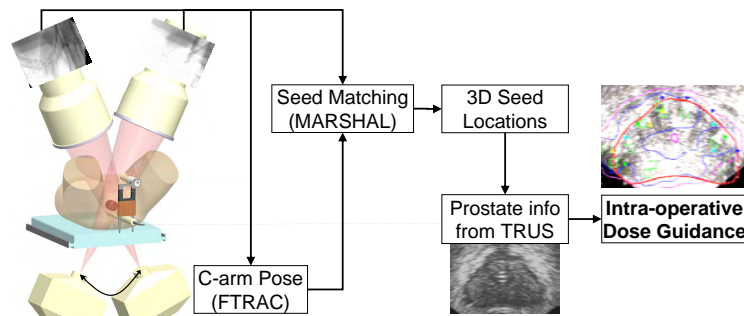 Seed Matching
(MARSHAL)
3D Seed
Locations
Prostate info
from TRUS
Intra-operative
Dose Guidance
C-arm Pose
(FTRAC)